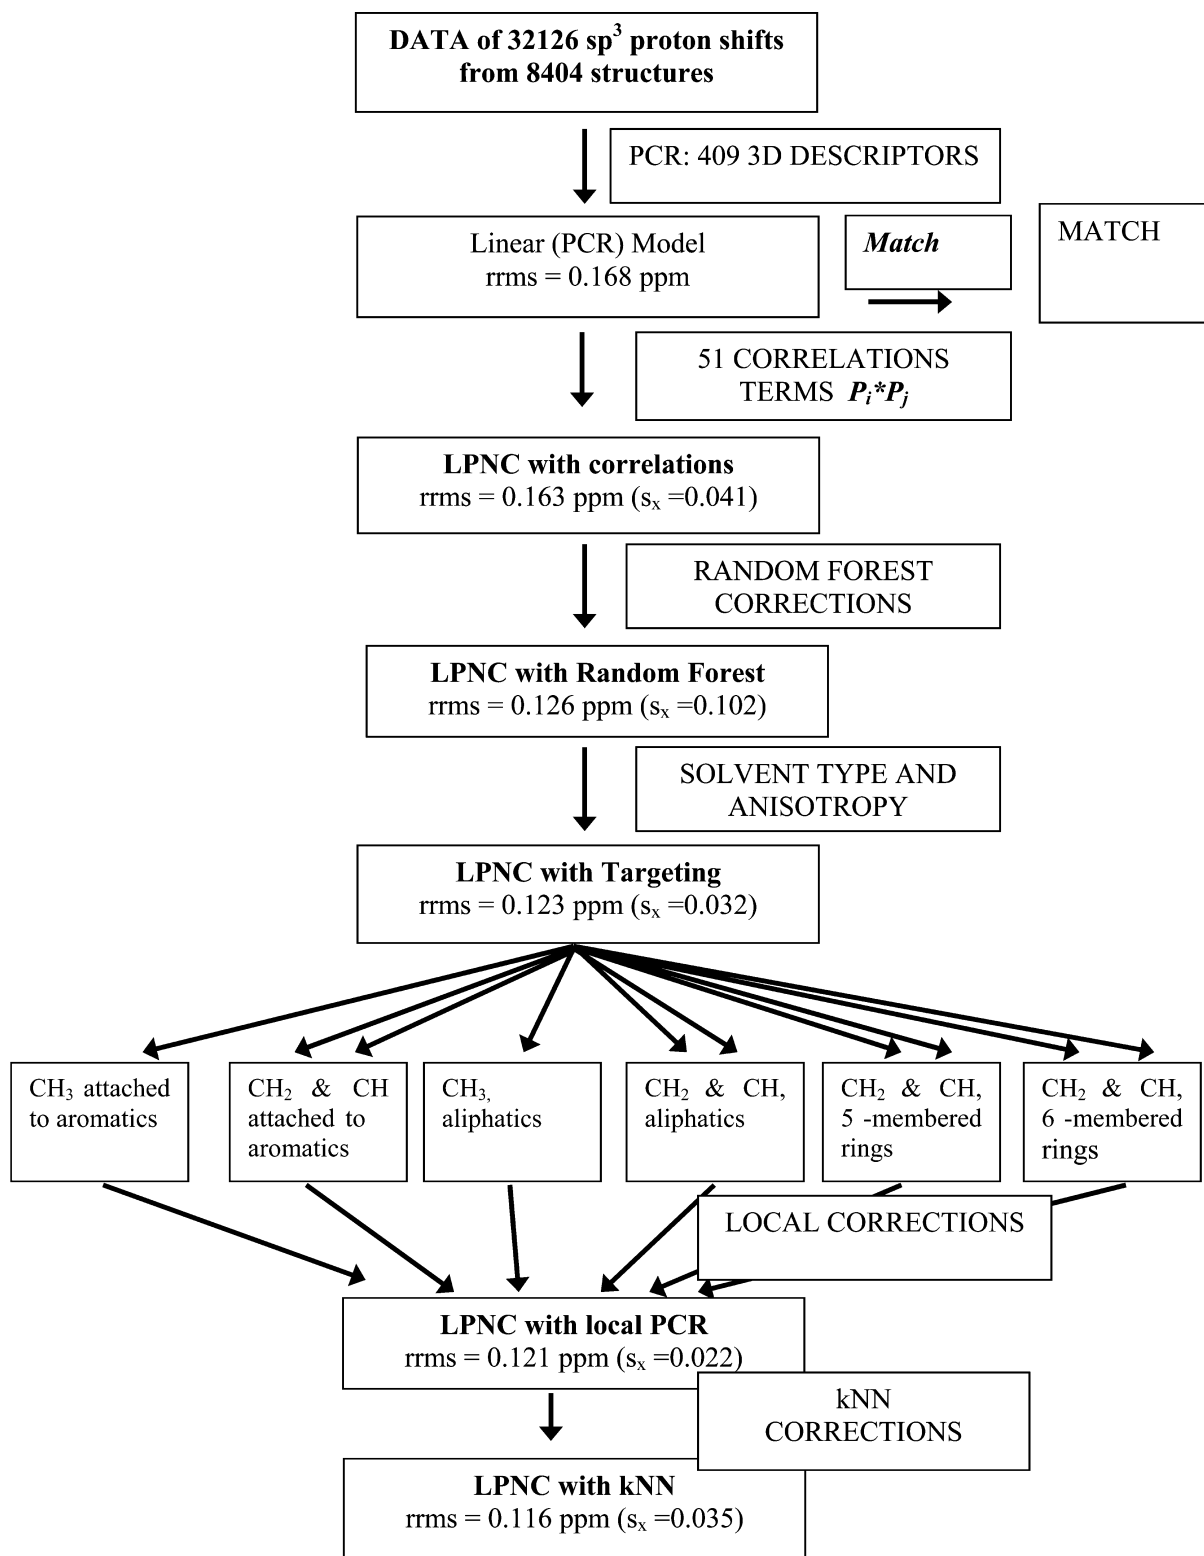 DATA of 32126 sp³ proton shifts
from 8404 structures
PCR: 409 3D DESCRIPTORS
Linear (PCR) Model
rrms = 0.168 ppm
Match
MATCH
51 CORRELATIONS
TERMS Pᵢ*Pⱼ
LPNC with correlations
rrms = 0.163 ppm (sₓ =0.041)
RANDOM FOREST
CORRECTIONS
LPNC with Random Forest
rrms = 0.126 ppm (sₓ =0.102)
SOLVENT TYPE AND
ANISOTROPY
LPNC with Targeting
rrms = 0.123 ppm (sₓ =0.032)
CH₃ attached
to aromatics
CH₂ & CH
attached to
aromatics
CH₃,
aliphatics
CH₂ & CH,
aliphatics
CH₂ & CH,
5 -membered
rings
CH₂ & CH,
6 -membered
rings
LOCAL CORRECTIONS
LPNC with local PCR
rrms = 0.121 ppm (sₓ =0.022)
kNN
CORRECTIONS
LPNC with kNN
rrms = 0.116 ppm (sₓ =0.035)